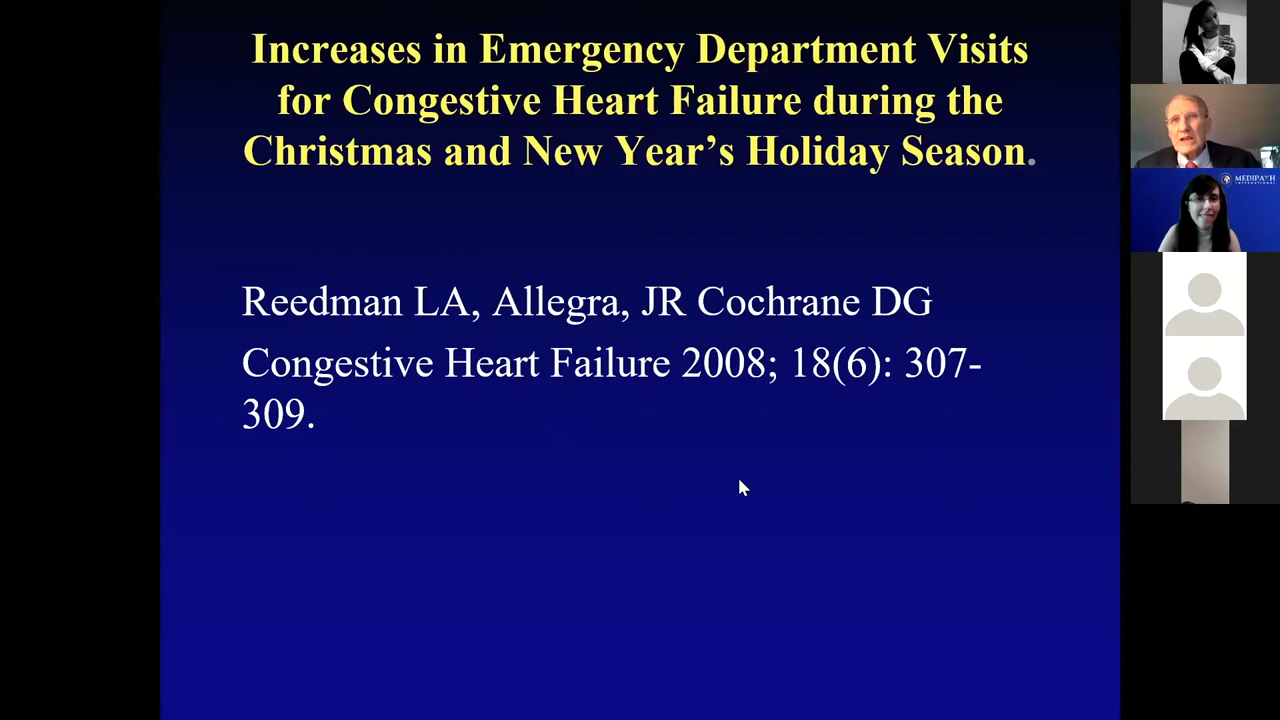 Increases in Emergency Department Visits
for Congestive Heart Failure during the
Christmas and New Year’s Holiday Season.
Reedman LA, Allegra, JR Cochrane DG
Congestive Heart Failure 2008; 18(6): 307-
309.
MEDIPATH
INTERNATIONAL